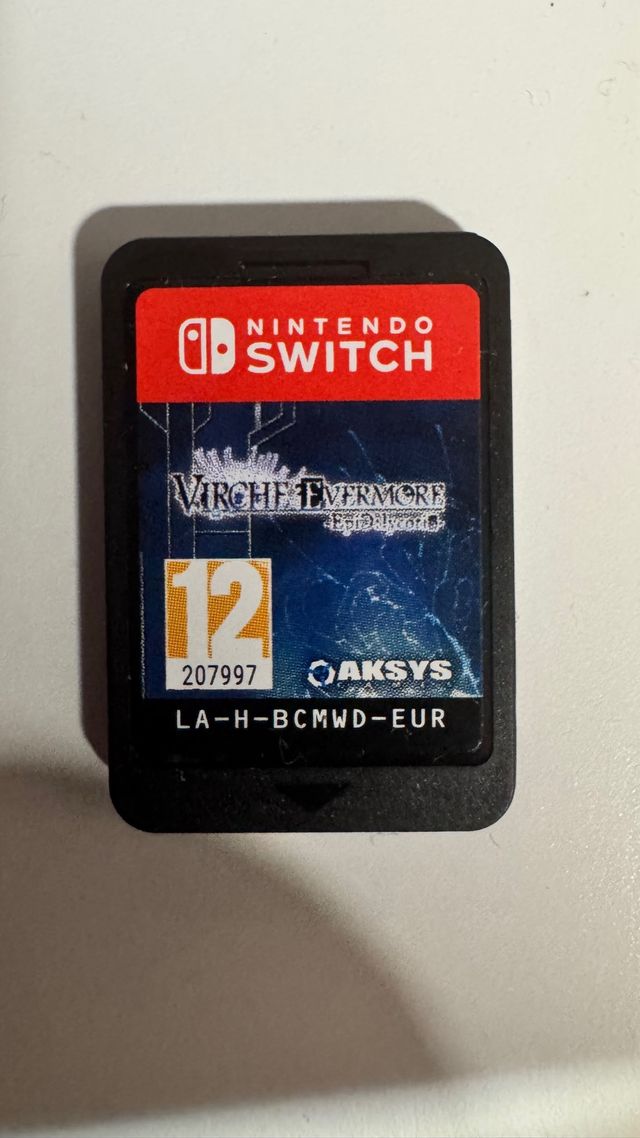 NINTENDO
SWITCH
VIRCHE EVERMORE
12
207997
AKSYS
LA-H-BCMWD-EUR